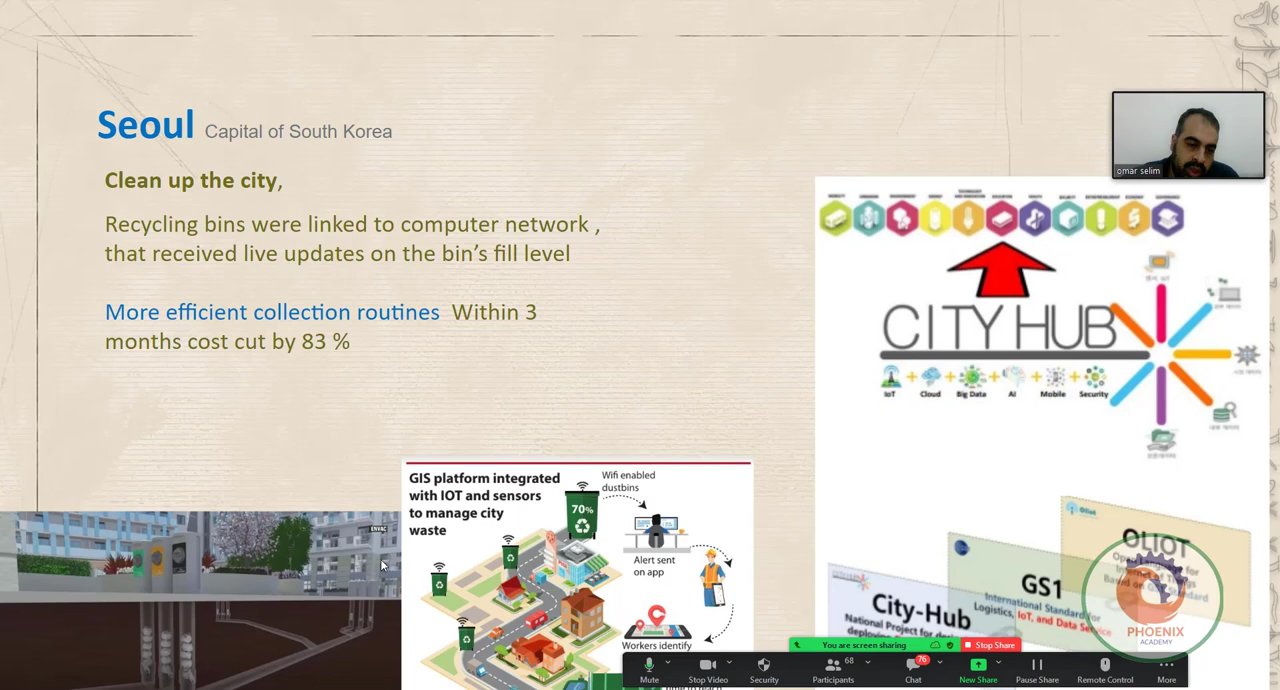 Seoul Capital of South Korea
Clean up the city,
Recycling bins were linked to computer network ,
that received live updates on the bin's fill level
More efficient collection routines Within 3
months cost cut by 83 %
omar selim
CITY HUB
IoT Cloud Big Data AI Mobile Security
GIS platform integrated
with IOT and sensors
to manage city
waste
Wifi enabled
dustbins
70%
Alert sent
on app
Workers identify
ENVAC
Oliot
OLIOT
GS1
International Standard for
Logistics, IoT, and Data Service
City-Hub
National Project for
PHOENIX
ACADEMY
You are screen sharing
Stop Share
68
76
Mute Stop Video Security Participants Chat New Share Pause Share Remote Control More